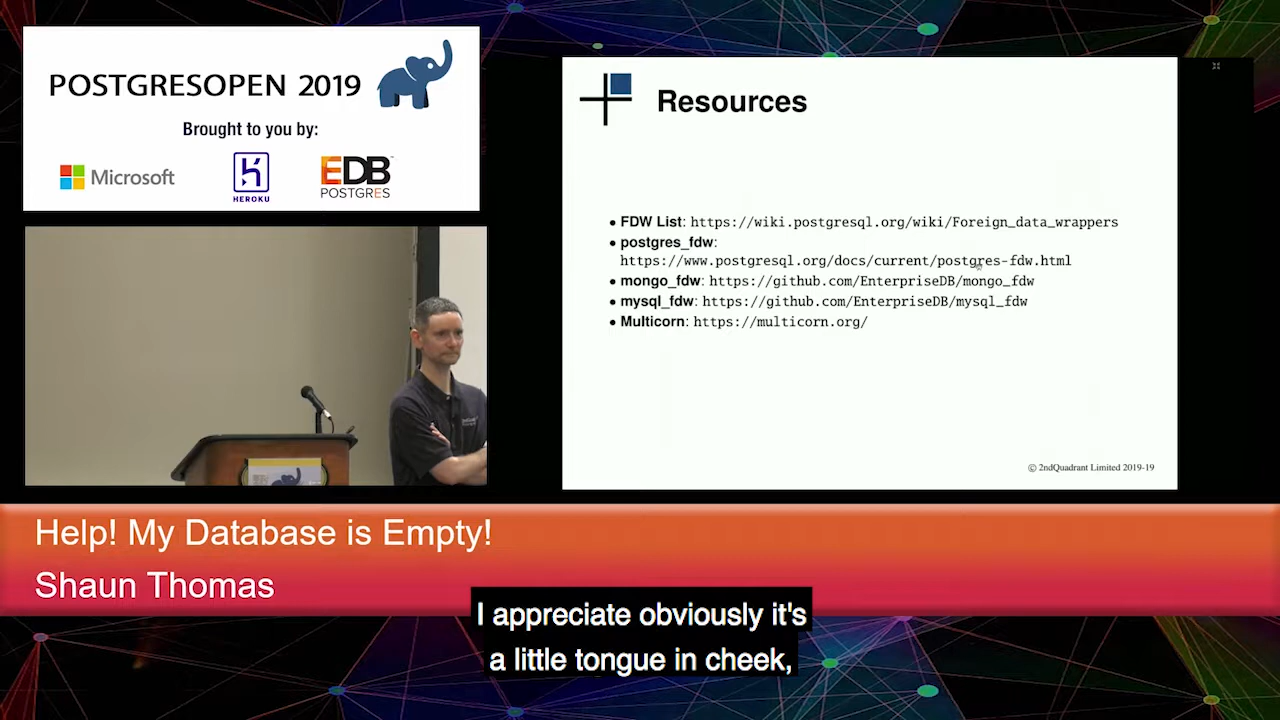 POSTGRESOPEN 2019
Brought to you by:
Microsoft
HEROKU
EDB
POSTGRES
Resources
• FDW List: https://wiki.postgresql.org/wiki/Foreign_data_wrappers
• postgres_fdw:
https://www.postgresql.org/docs/current/postgres-fdw.html
• mongo_fdw: https://github.com/EnterpriseDB/mongo_fdw
• mysql_fdw: https://github.com/EnterpriseDB/mysql_fdw
• Multicorn: https://multicorn.org/
© 2ndQuadrant Limited 2019-19
Help! My Database is Empty!
Shaun Thomas
I appreciate obviously it's
a little tongue in cheek,